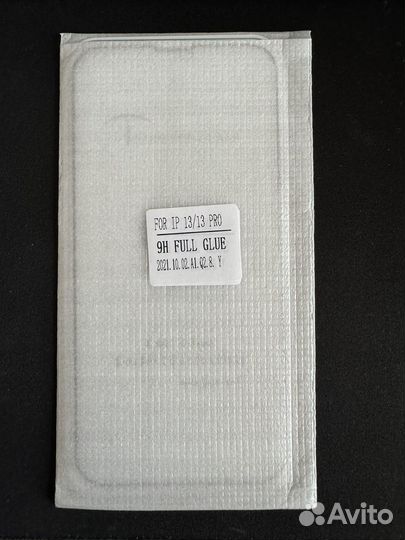 FOR IP 13/13 PRO
9H FULL GLUE
2021.10.02.A1.Q2.8. Y
Avito